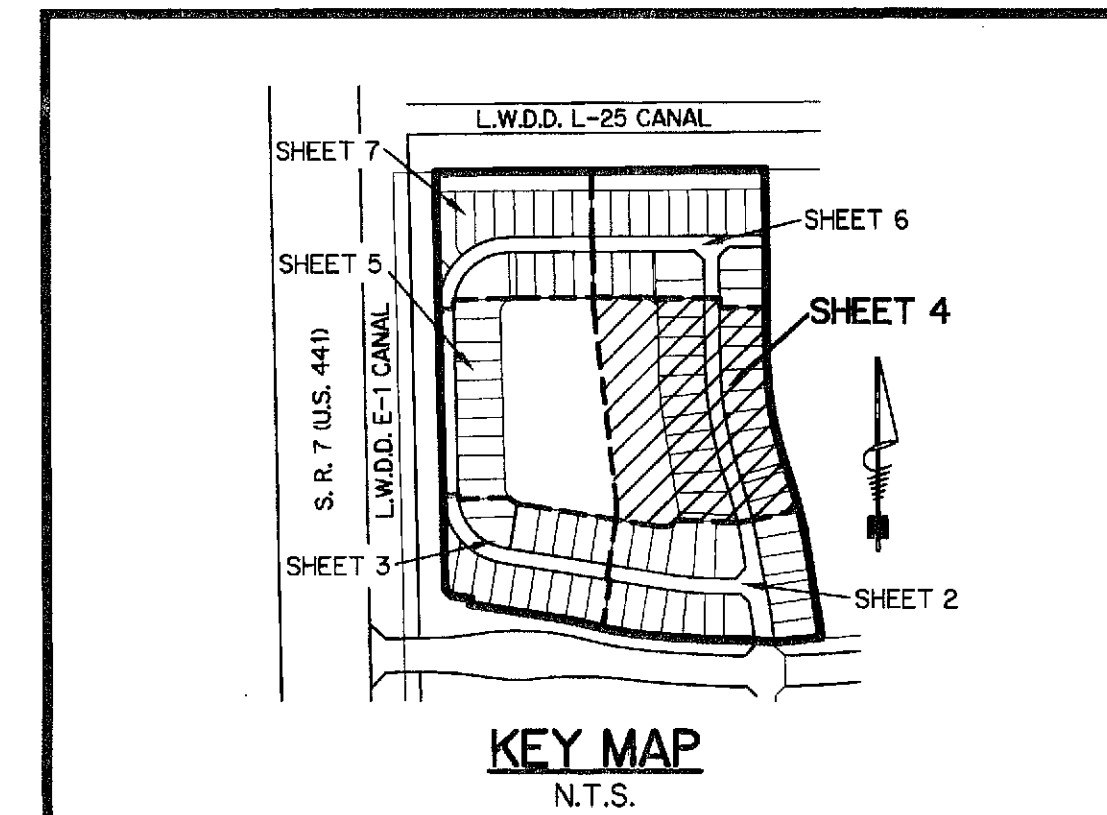 L.W.D.D. L-25 CANAL
SHEET 7
SHEET 6
SHEET 5
SHEET 4
S. R. 7 (U.S. 441)
L.W.D.D. E-1 CANAL
SHEET 3
SHEET 2
KEY MAP
N.T.S.